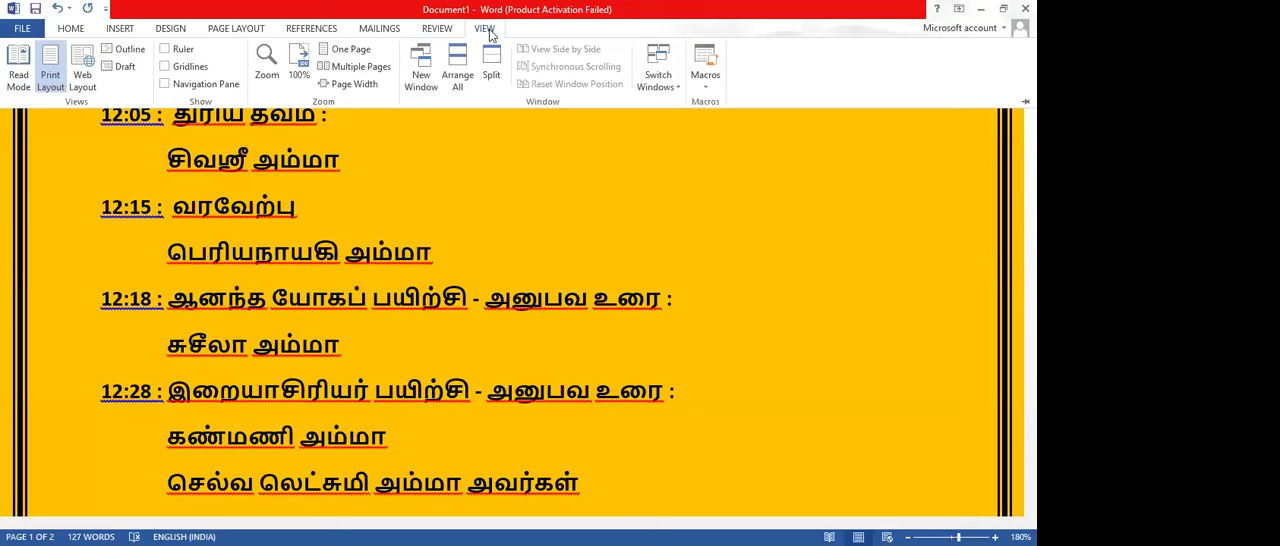 Document1 - Word (Product Activation Failed)
FILE HOME INSERT DESIGN PAGE LAYOUT REFERENCES MAILINGS REVIEW VIEW Microsoft account
Read Mode
Print Layout
Web Layout
Outline
Draft
Views
Ruler
Gridlines
Navigation Pane
Show
Zoom
100%
One Page
Multiple Pages
Page Width
Zoom
New Window
Arrange All
Split
View Side by Side
Synchronous Scrolling
Reset Window Position
Window
Switch Windows
Macros
Macros
12:05 : துரிய தவம் :
சிவஸ்ரீ அம்மா
12:15 : வரவேற்பு
பெரியநாயகி அம்மா
12:18 : ஆனந்த யோகப் பயிற்சி - அனுபவ உரை :
சுசீலா அம்மா
12:28 : இறையாசிரியர் பயிற்சி - அனுபவ உரை :
கண்மணி அம்மா
செல்வ லெட்சுமி அம்மா அவர்கள்
PAGE 1 OF 2 127 WORDS ENGLISH (INDIA) 180%